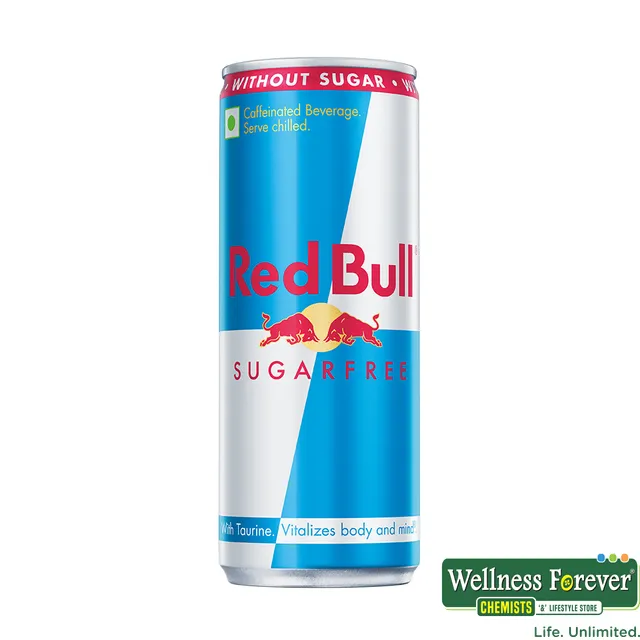 • WITHOUT SUGAR •
Caffeinated Beverage.
Serve chilled.
Red Bull
SUGARFREE
With Taurine. Vitalizes body and mind.
Wellness Forever
CHEMISTS '&' LIFESTYLE STORE
Life. Unlimited.